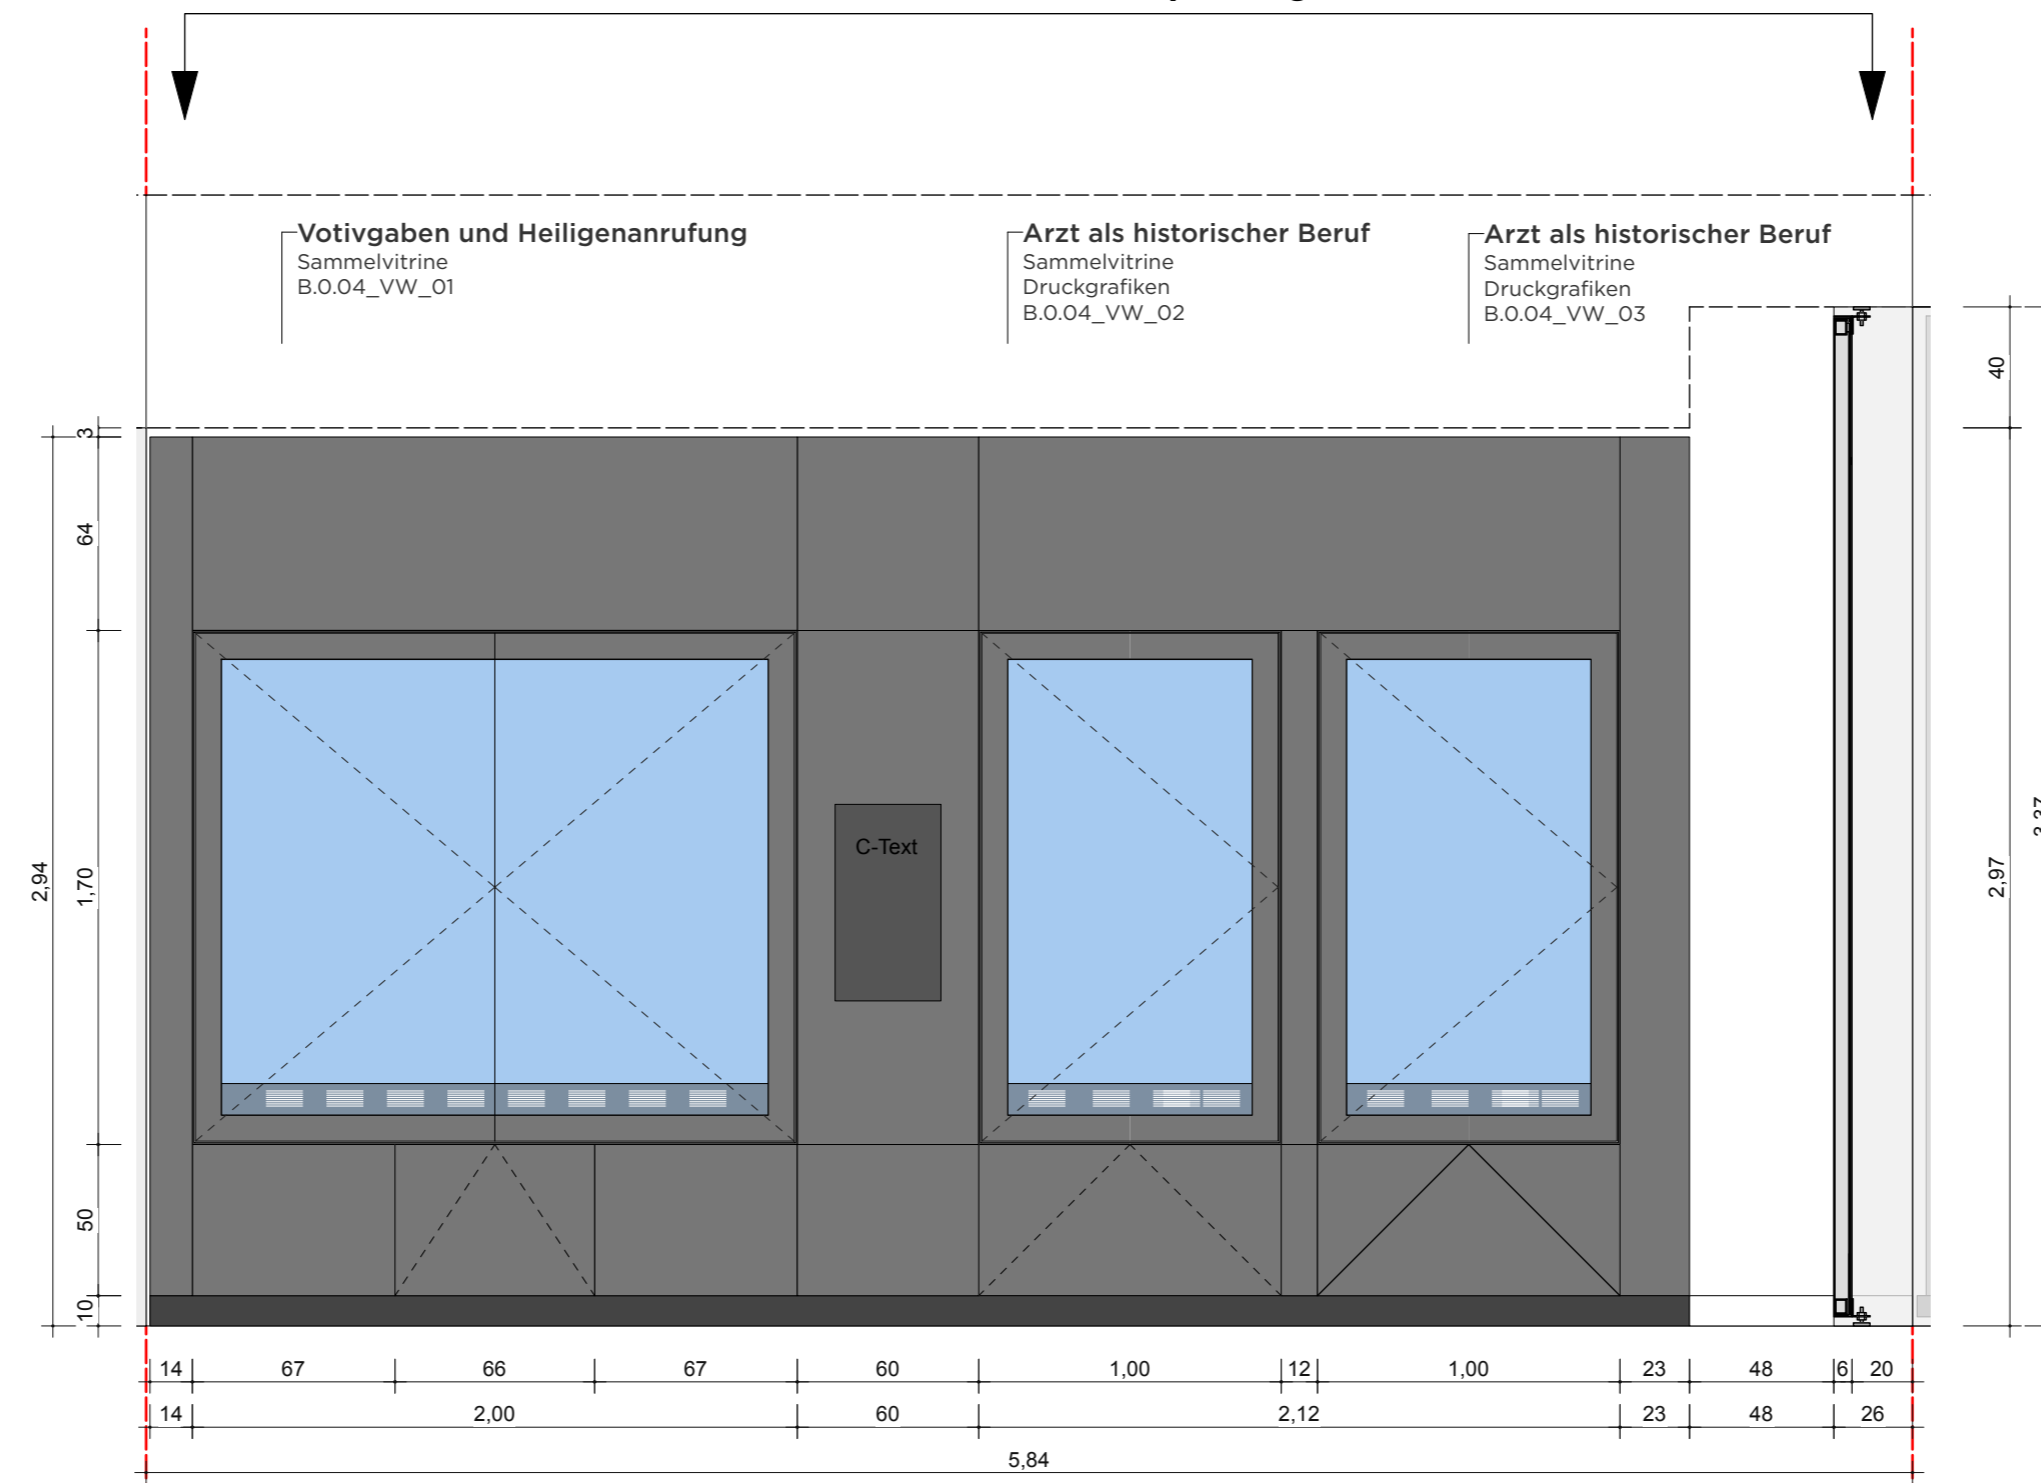 Votivgaben und Heiligenanrufung
Sammelvitrine
B.0.04_VW_01
Arzt als historischer Beruf
Sammelvitrine
Druckgrafiken
B.0.04_VW_02
Arzt als historischer Beruf
Sammelvitrine
Druckgrafiken
B.0.04_VW_03
40
3
64
C-Text
2,94
1,70
2,97
3,37
50
10
14 67 66 67 60 1,00 12 1,00 23 48 6 20
14 2,00 60 2,12 23 48 26
5,84